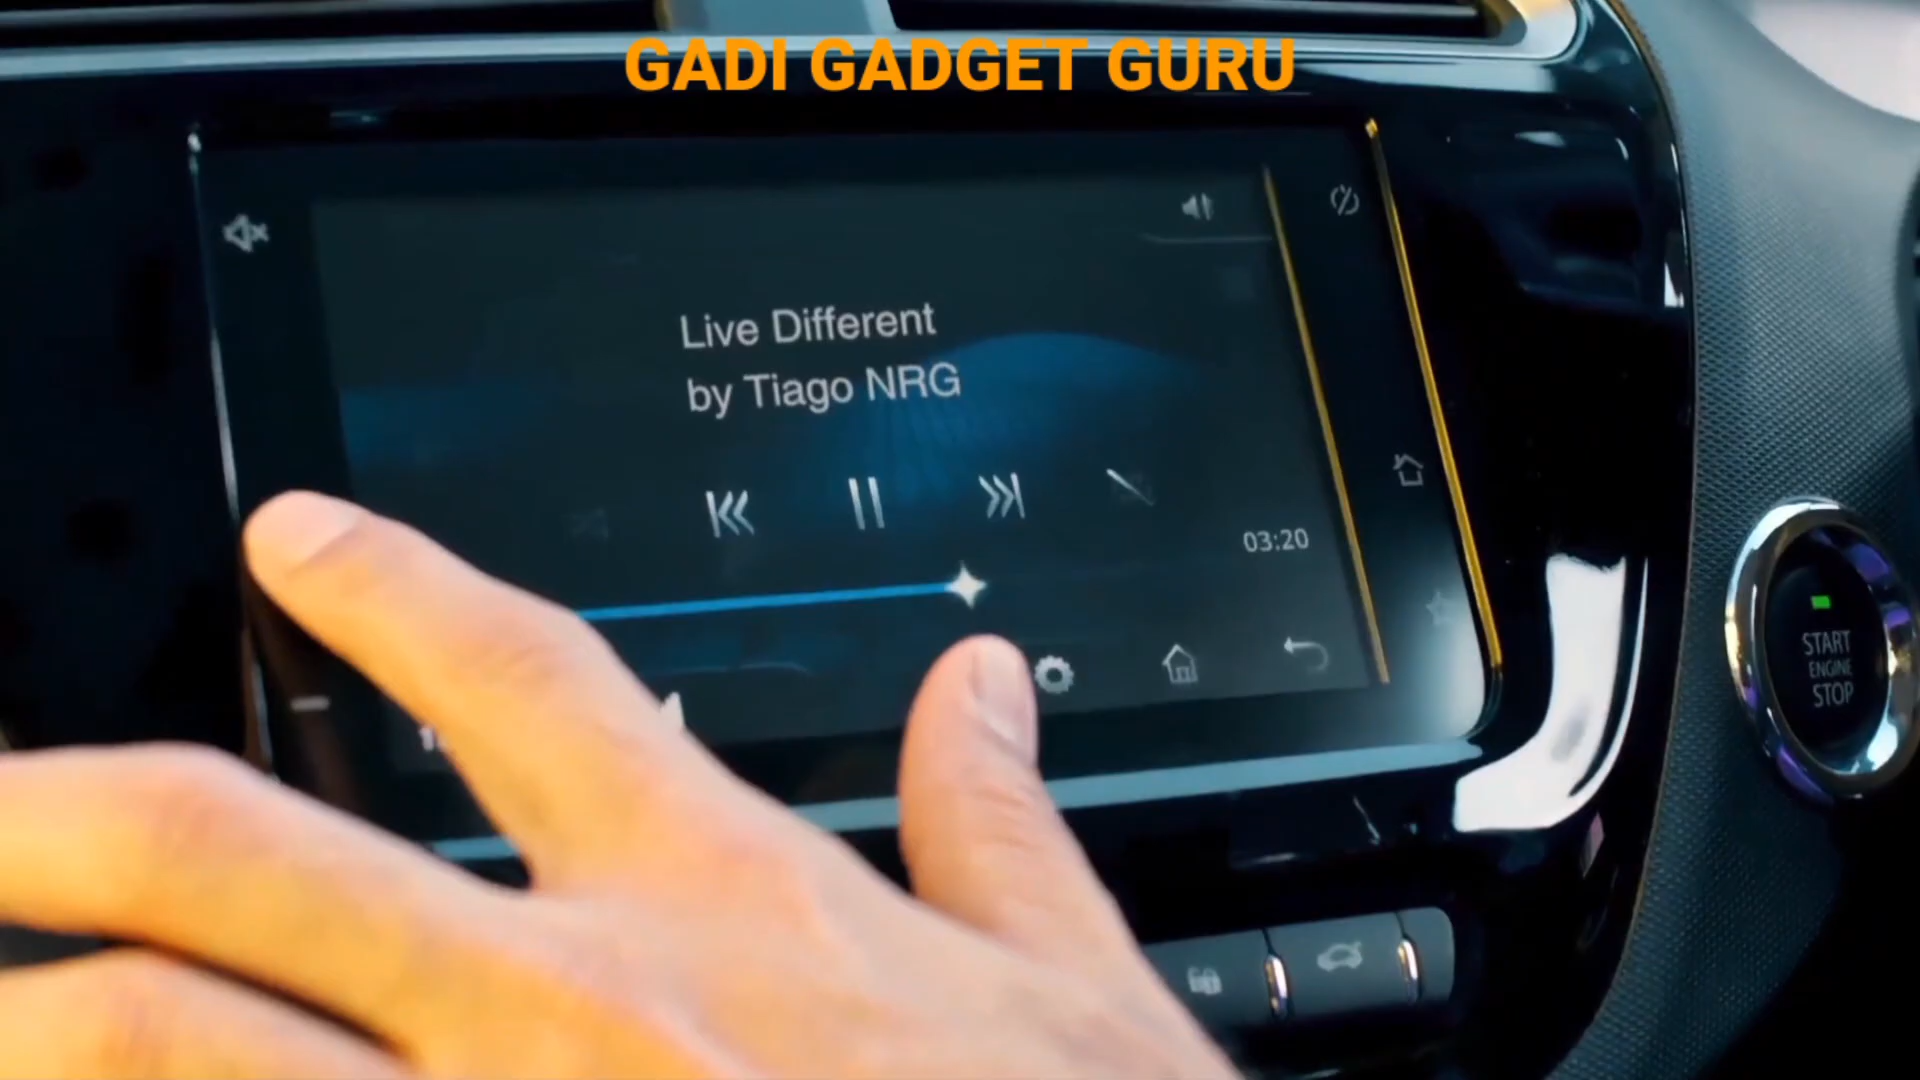 GADI GADGET GURU
Live Different
by Tiago NRG
03:20
START
ENGINE
STOP